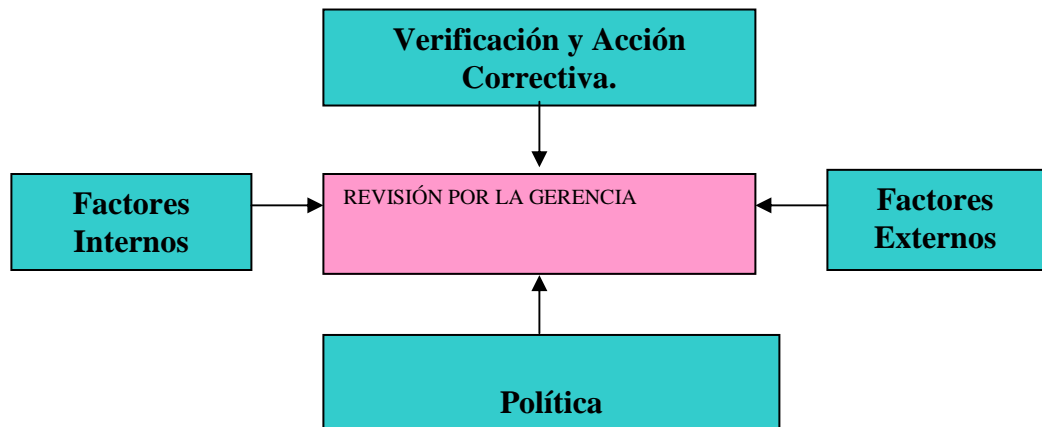 Verificación y Acción
Correctiva.
Factores
Internos
REVISIÓN POR LA GERENCIA
Factores
Externos
Política